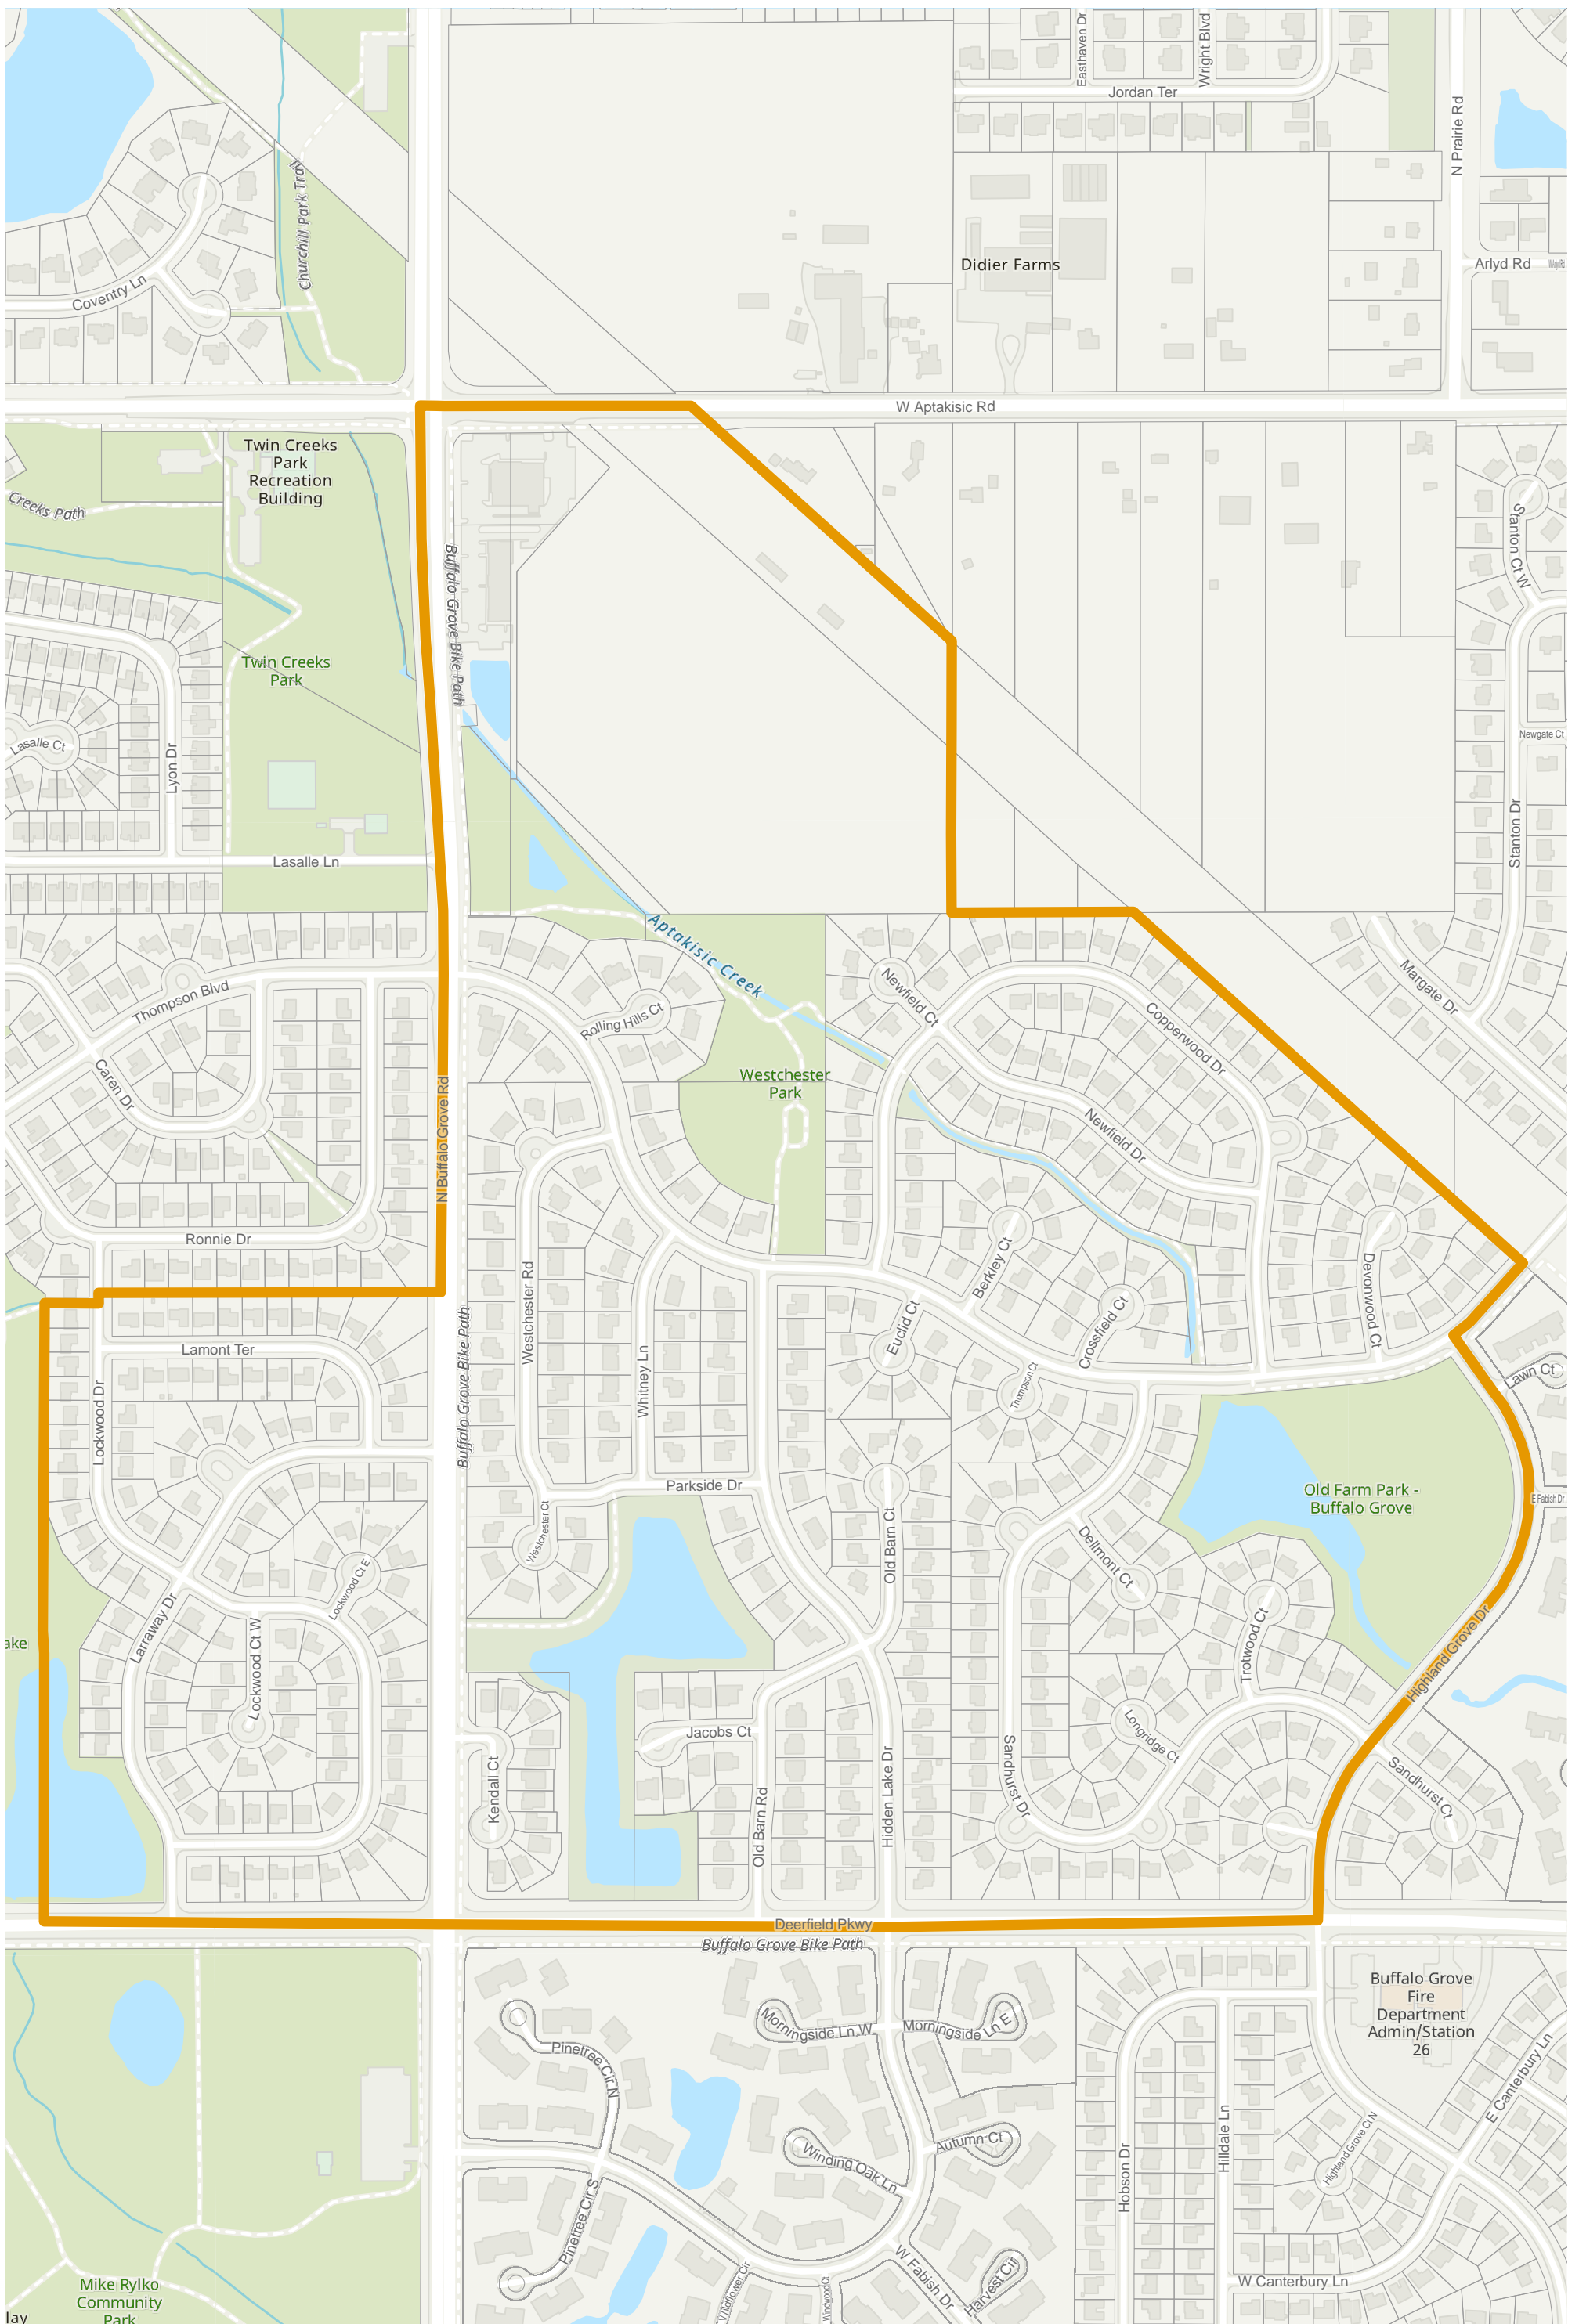 Easthaven Dr
Wright Blvd
Jordan Ter
N Prairie Rd
Churchill Park Trail
Coventry Ln
Didier Farms
Arlyd Rd
W Aptakisic Rd
Twin Creeks
Park
Recreation
Building
Creeks Path
Stanton Ct W
Buffalo Grove Bike Path
Twin Creeks
Park
Lasalle Ct
Lyon Dr
Newgate Ct
Stanton Dr
Lasalle Ln
Aptakisic Creek
Thompson Blvd
Rolling Hills Ct
Newfield Ct
Copperwood Dr
Margate Dr
Caren Dr
Westchester
Park
N Buffalo Grove Rd
Newfield Dr
Ronnie Dr
Westchester Rd
Berkley Ct
Devonwood Ct
Buffalo Grove Bike Path
Euclid Ct
Crossfield Ct
Lamont Ter
Lockwood Dr
Whitney Ln
Thompson Ct
Lawn Ct
Parkside Dr
Old Farm Park -
Buffalo Grove
E Fabish Dr
Westchester Ct
Old Barn Ct
Dellmont Ct
Lockwood Ct E
Larraway Dr
Lockwood Ct W
Trotwood Ct
Highland Grove Dr
ake
Jacobs Ct
Longridge Ct
Kendall Ct
Old Barn Rd
Hidden Lake Dr
Sandhurst Dr
Sandhurst Ct
Deerfield Pkwy
Buffalo Grove Bike Path
Buffalo Grove
Fire
Department
Admin/Station
26
Morningside Ln W
Morningside Ln E
Pinetree Cir N
E Canterbury Ln
Autumn Ct
Winding Oak Ln
Hobson Dr
Hilldale Ln
Highland Grove Ct N
Pinetree Cir S
W Fabish Dr
Harvest Cir
Wildflower Cir
Windwood Ct
W Canterbury Ln
Mike Rylko
Community
Park
lay